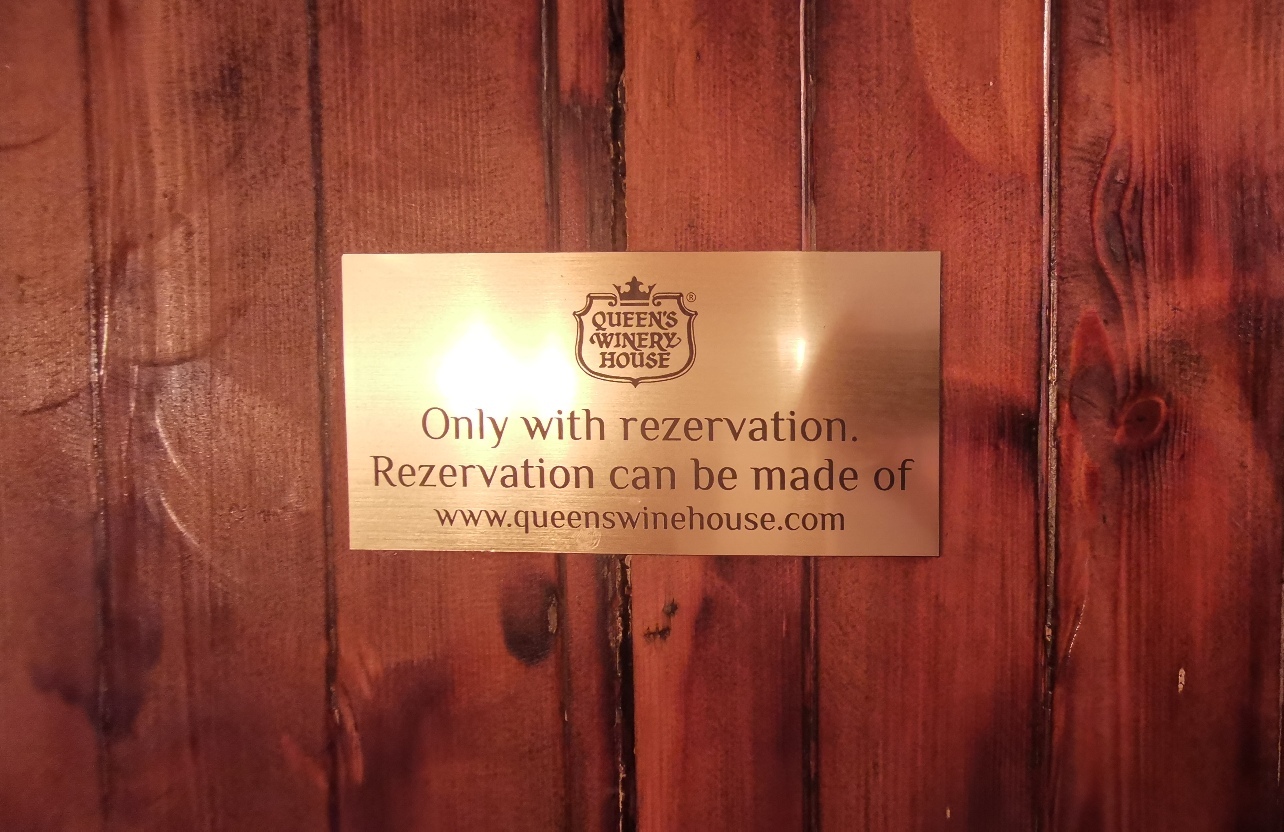 QUEEN'S
WINERY
HOUSE
®
Only with rezervation.
Rezervation can be made of
www.queenswinehouse.com